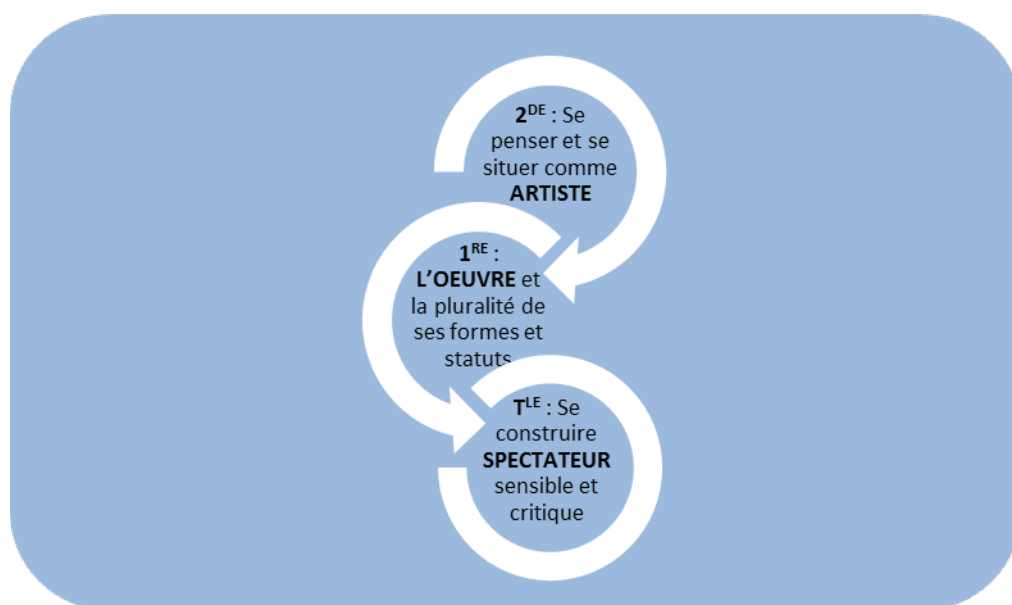 2DE : Se
penser et se
situer comme
ARTISTE
1RE :
L’OEUVRE et
la pluralité de
ses formes et
statuts
TLE : Se
construire
SPECTATEUR
sensible et
critique